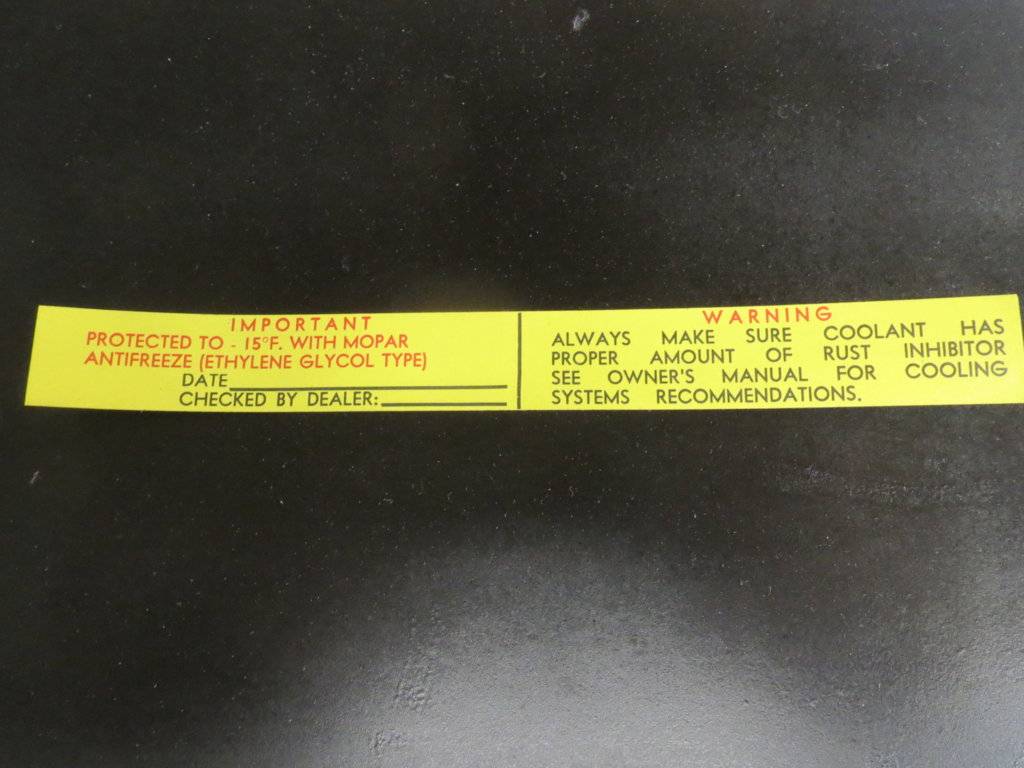 IMPORTANT
PROTECTED TO - 15°F. WITH MOPAR
ANTIFREEZE (ETHYLENE GLYCOL TYPE)
DATE
CHECKED BY DEALER:
WARNING
ALWAYS MAKE SURE COOLANT HAS
PROPER AMOUNT OF RUST INHIBITOR
SEE OWNER'S MANUAL FOR COOLING
SYSTEMS RECOMMENDATIONS.